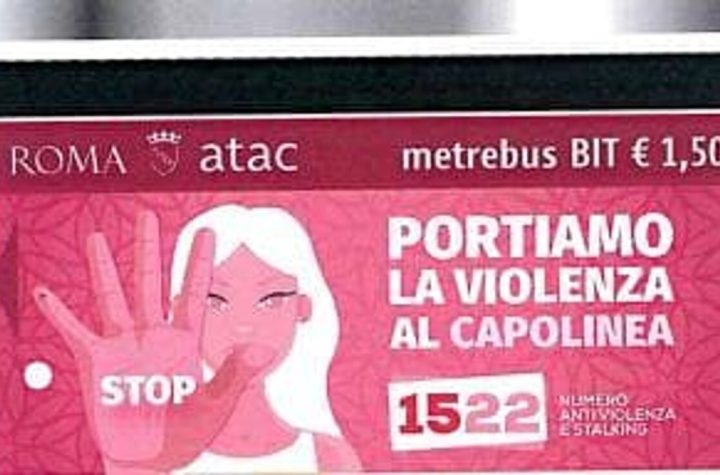 ROMA atac metrebus BIT € 1,50
PORTIAMO
LA VIOLENZA
AL CAPOLINEA
STOP
1522
NUMERO
ANTIVIOLENZA
E STALKING